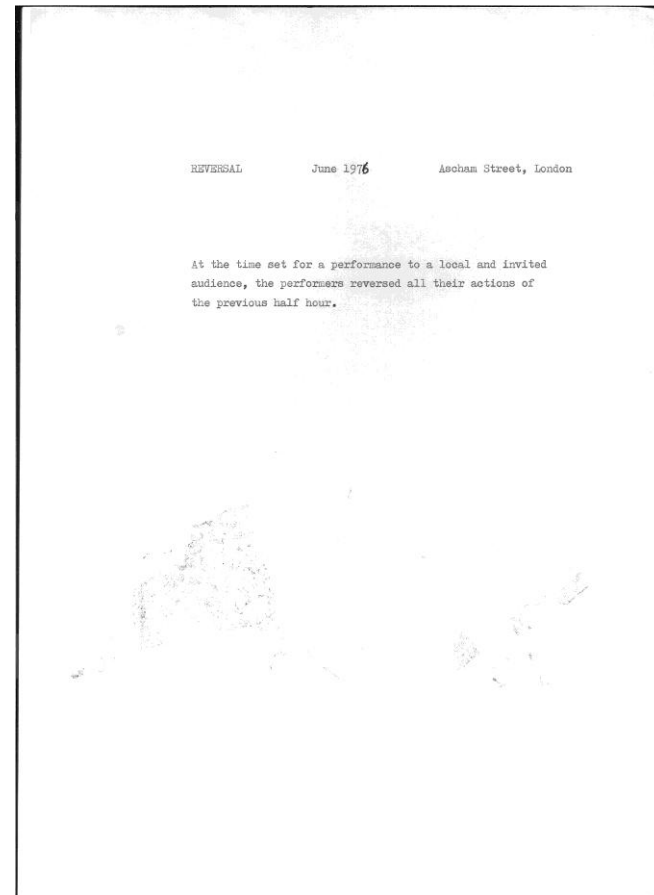 REVERSAL June 1976 Ascham Street, London
At the time set for a performance to a local and invited
audience, the performers reversed all their actions of
the previous half hour.